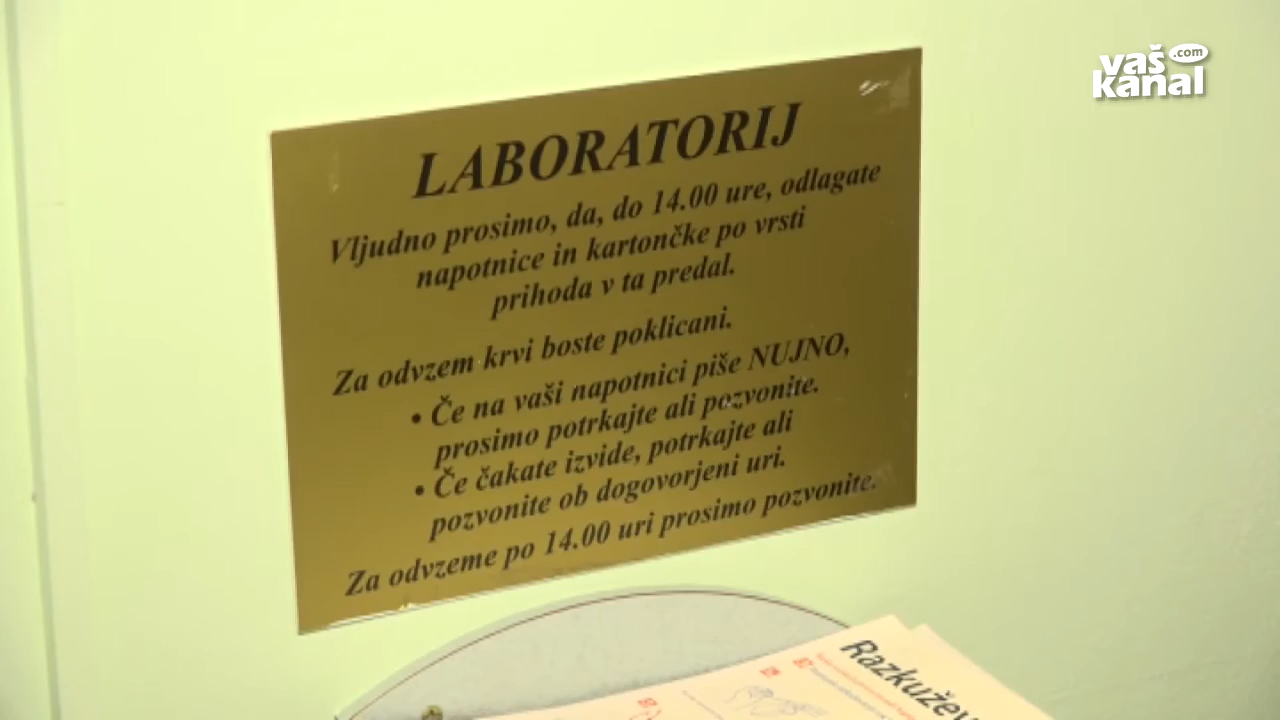 vaš
.com
kanal
LABORATORIJ
Vljudno prosimo, da, do 14.00 ure, odlagate
napotnice in kartončke po vrsti
prihoda v ta predal.
Za odvzem krvi boste poklicani.
• Če na vaši napotnici piše NUJNO,
prosimo potrkajte ali pozvonite.
• Če čakate izvide, potrkajte ali
pozvonite ob dogovorjeni uri.
Za odvzeme po 14.00 uri prosimo pozvonite.